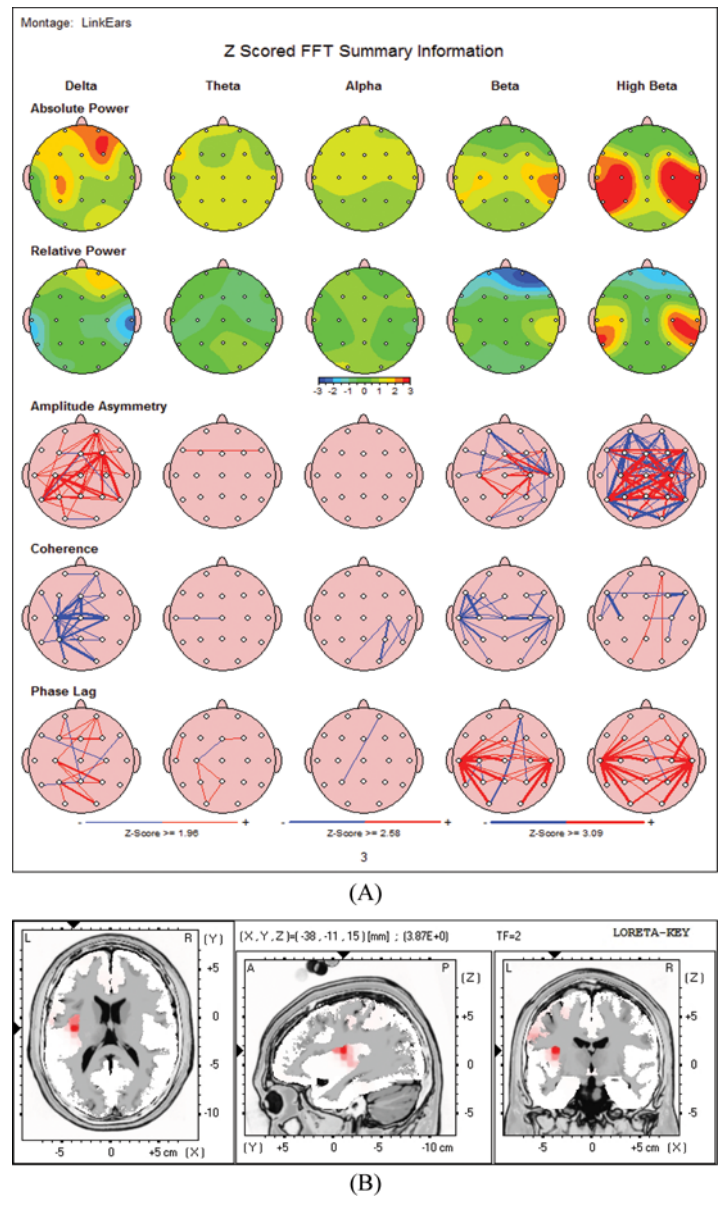 Montage: LinkEars
Z Scored FFT Summary Information
Delta Theta Alpha Beta High Beta
Absolute Power
Relative Power
-3 -2 -1 0 1 2 3
Amplitude Asymmetry
Coherence
Phase Lag
- + - + - +
Z-Score >= 1.96 Z-Score >= 2.58 Z-Score >= 3.09
3
(A)
L R (Y) (X,Y,Z)=(-38,-11,15)[mm] ; (3.87E+0) TF=2 LORETA-KEY
A P (Z) L R (Z)
+5 +5 +5
0 0 0
-5 -5 -5
-10
-5 0 +5 cm (X) (Y) +5 0 -5 -10 cm -5 0 +5 cm (X)
(B)